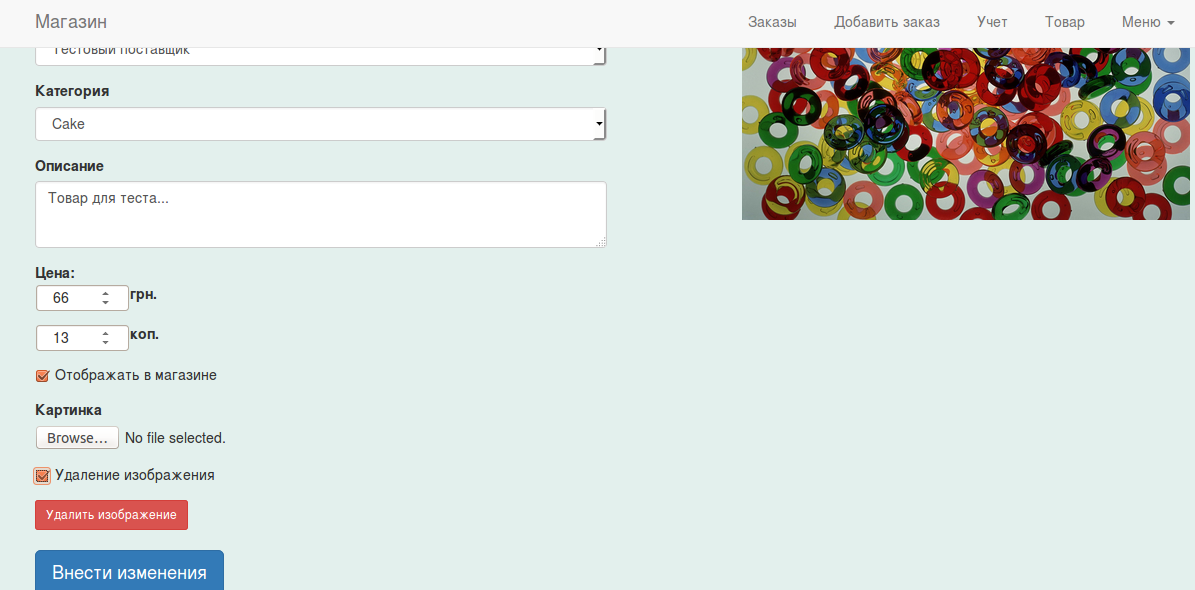 Магазин
Заказы
Добавить заказ
Учет
Товар
Меню
Тестовый поставщик
Категория
Cake
Описание
Товар для теста...
Цена:
66 грн.
13 коп.
Отображать в магазине
Картинка
Browse... No file selected.
Удаление изображения
Удалить изображение
Внести изменения